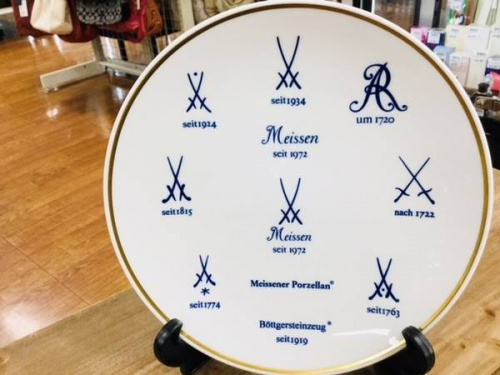 seit1934
seit1924
AR
um 1720
Meissen
seit 1972
seit1815
nach 1722
Meissen
seit 1972
seit1774
Meissener Porzellan®
seit1763
Böttgersteinzeug®
seit1919